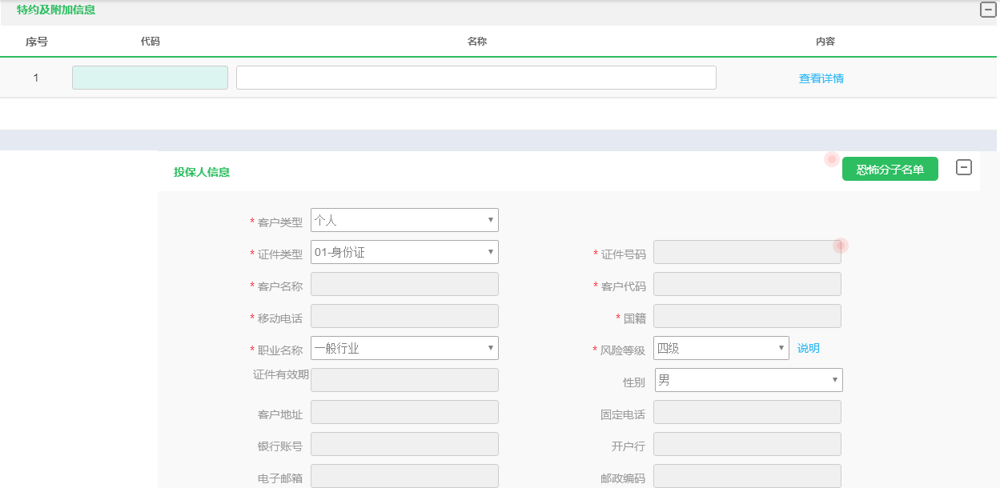 特约及附加信息
序号 代码 名称 内容
1 查看详情
投保人信息 恐怖分子名单
* 客户类型 个人
* 证件类型 01-身份证 * 证件号码
* 客户名称 * 客户代码
* 移动电话 * 国籍
* 职业名称 一般行业 * 风险等级 四级 说明
证件有效期 性别 男
客户地址 固定电话
银行账号 开户行
电子邮箱 邮政编码